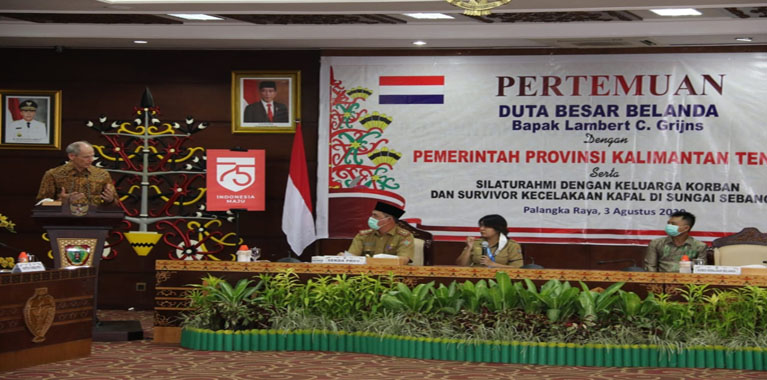 PERTEMUAN
DUTA BESAR BELANDA
Bapak Lambert C. Grijns
Dengan
PEMERINTAH PROVINSI KALIMANTAN TEN
Serta
SILATURAHMI DENGAN KELUARGA KORBAN
DAN SURVIVOR KECELAKAAN KAPAL DI SUNGAI SEBANG
Palangka Raya, 3 Agustus 20
75
INDONESIA
MAJU